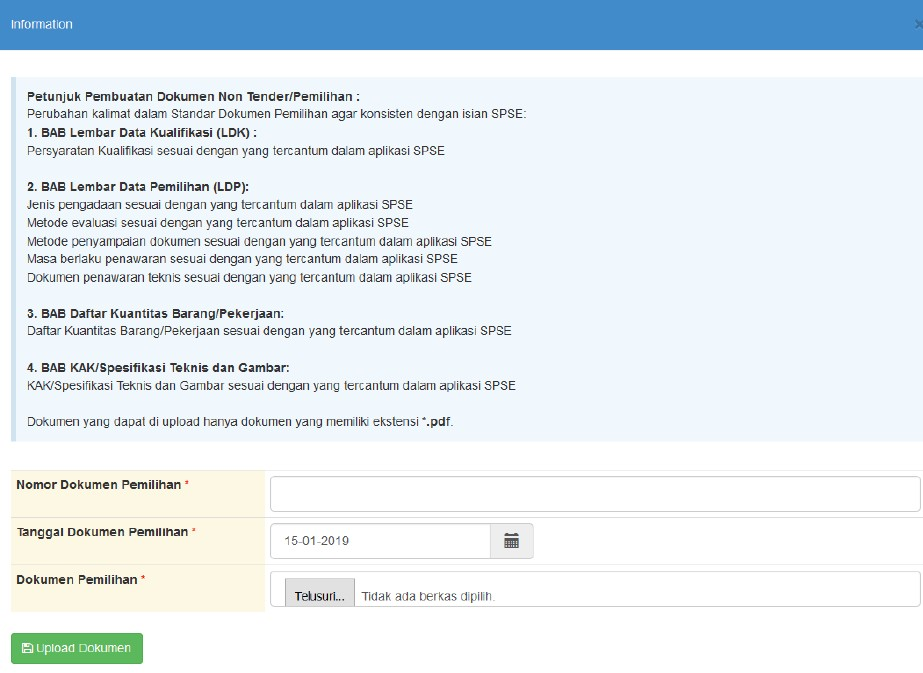 Information
×
Petunjuk Pembuatan Dokumen Non Tender/Pemilihan :
Perubahan kalimat dalam Standar Dokumen Pemilihan agar konsisten dengan isian SPSE:
1. BAB Lembar Data Kualifikasi (LDK) :
Persyaratan Kualifikasi sesuai dengan yang tercantum dalam aplikasi SPSE
2. BAB Lembar Data Pemilihan (LDP):
Jenis pengadaan sesuai dengan yang tercantum dalam aplikasi SPSE
Metode evaluasi sesuai dengan yang tercantum dalam aplikasi SPSE
Metode penyampaian dokumen sesuai dengan yang tercantum dalam aplikasi SPSE
Masa berlaku penawaran sesuai dengan yang tercantum dalam aplikasi SPSE
Dokumen penawaran teknis sesuai dengan yang tercantum dalam aplikasi SPSE
3. BAB Daftar Kuantitas Barang/Pekerjaan:
Daftar Kuantitas Barang/Pekerjaan sesuai dengan yang tercantum dalam aplikasi SPSE
4. BAB KAK/Spesifikasi Teknis dan Gambar:
KAK/Spesifikasi Teknis dan Gambar sesuai dengan yang tercantum dalam aplikasi SPSE
Dokumen yang dapat di upload hanya dokumen yang memiliki ekstensi *.pdf.
Nomor Dokumen Pemilihan *
Tanggal Dokumen Pemilihan *
15-01-2019
Dokumen Pemilihan *
Telusuri... Tidak ada berkas dipilih.
Upload Dokumen